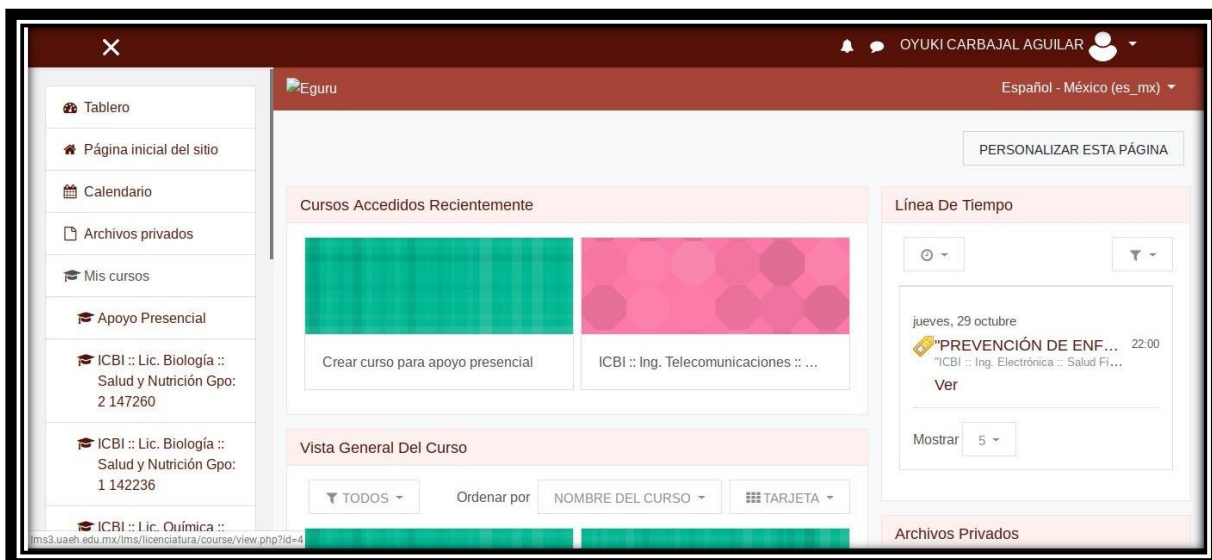 OYUKI CARBAJAL AGUILAR
Eguru
Español - México (es_mx)
Tablero
Página inicial del sitio
Calendario
Archivos privados
Mis cursos
Apoyo Presencial
ICBI :: Lic. Biología ::
Salud y Nutrición Gpo:
2 147260
ICBI :: Lic. Biología ::
Salud y Nutrición Gpo:
1 142236
ICBI :: Lic. Química ::
lms3.uaeh.edu.mx/lms/licenciatura/course/view.php?id=4
PERSONALIZAR ESTA PÁGINA
Cursos Accedidos Recientemente
Crear curso para apoyo presencial
ICBI :: Ing. Telecomunicaciones :: ...
Vista General Del Curso
TODOS
Ordenar por
NOMBRE DEL CURSO
TARJETA
Línea De Tiempo
jueves, 29 octubre
"PREVENCIÓN DE ENF... 22:00
"ICBI :: Ing. Electrónica :: Salud Fí...
Ver
Mostrar 5
Archivos Privados